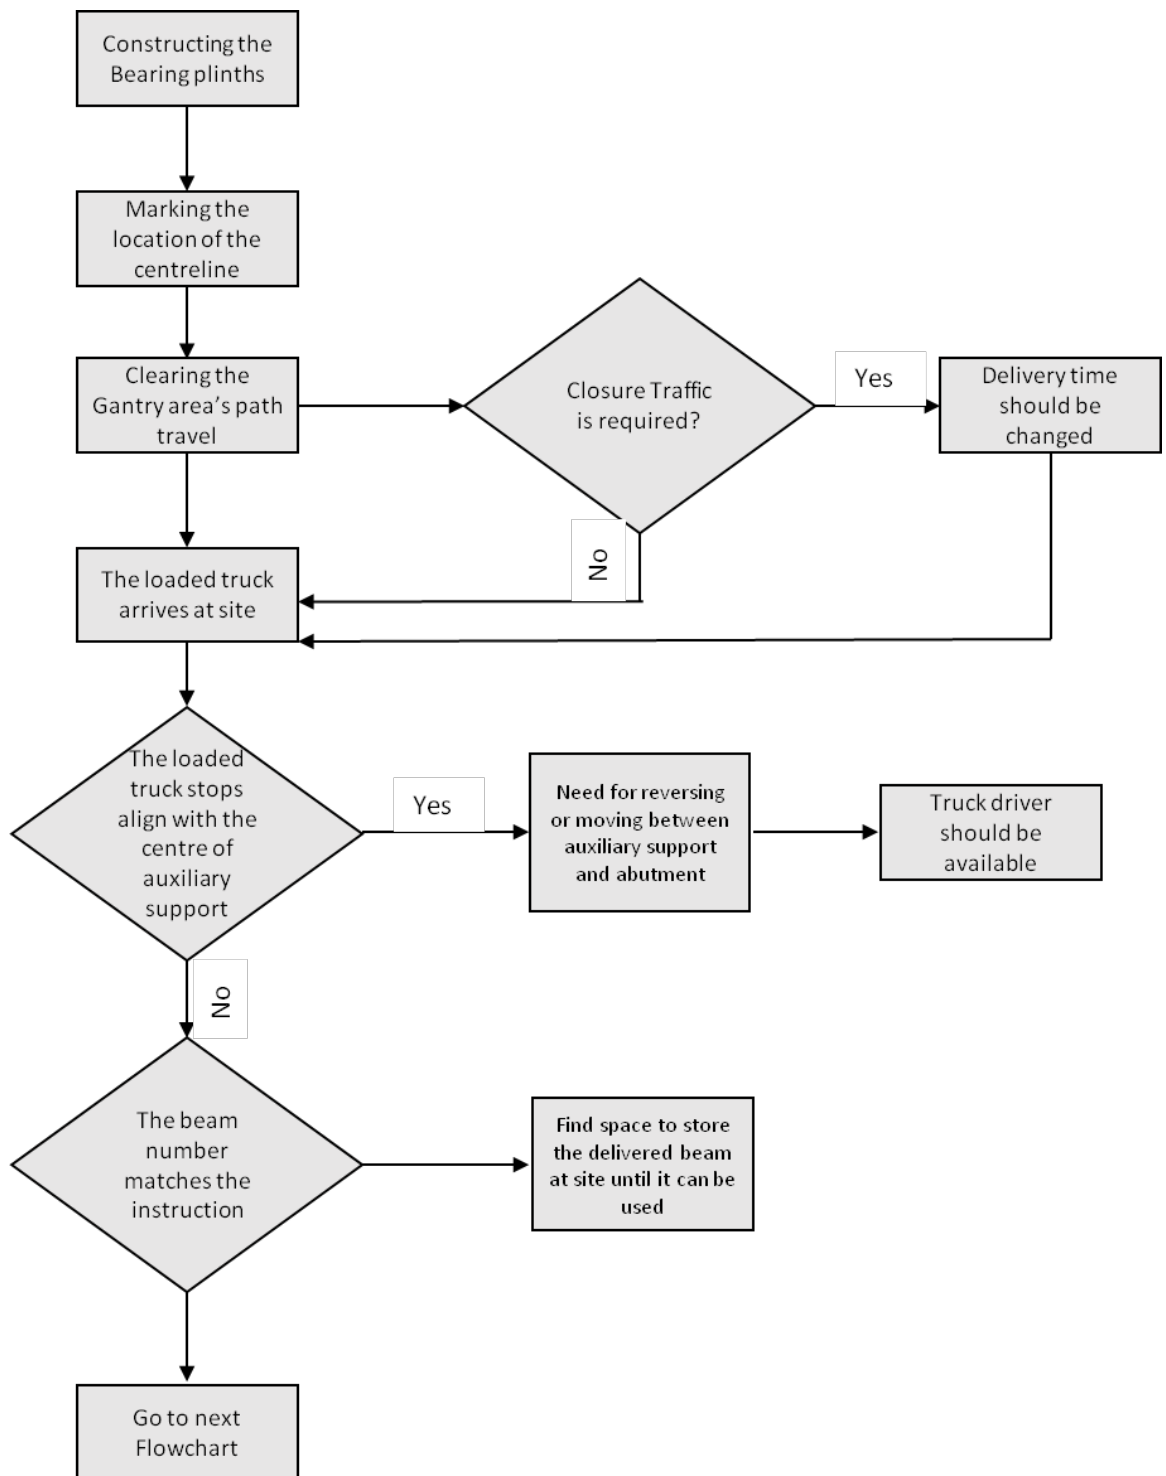 Constructing the
Bearing plinths
Marking the
location of the
centreline
Clearing the
Gantry area's path
travel
Closure Traffic
is required?
Yes
Delivery time
should be
changed
No
The loaded truck
arrives at site
The loaded
truck stops
align with the
centre of
auxiliary
support
Yes
Need for reversing
or moving between
auxiliary support
and abutment
Truck driver
should be
available
No
The beam
number
matches the
instruction
Find space to store
the delivered beam
at site until it can be
used
Go to next
Flowchart